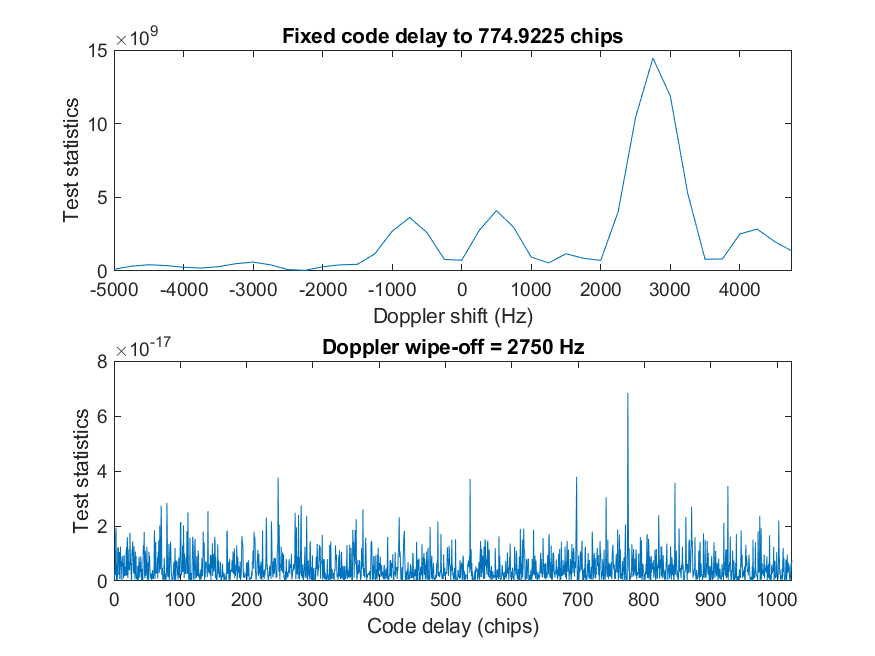 ×10^9
Fixed code delay to 774.9225 chips
15
10
5
0
Test statistics
-5000 -4000 -3000 -2000 -1000 0 1000 2000 3000 4000
Doppler shift (Hz)
×10^-17
Doppler wipe-off = 2750 Hz
8
6
4
2
0
Test statistics
0 100 200 300 400 500 600 700 800 900 1000
Code delay (chips)